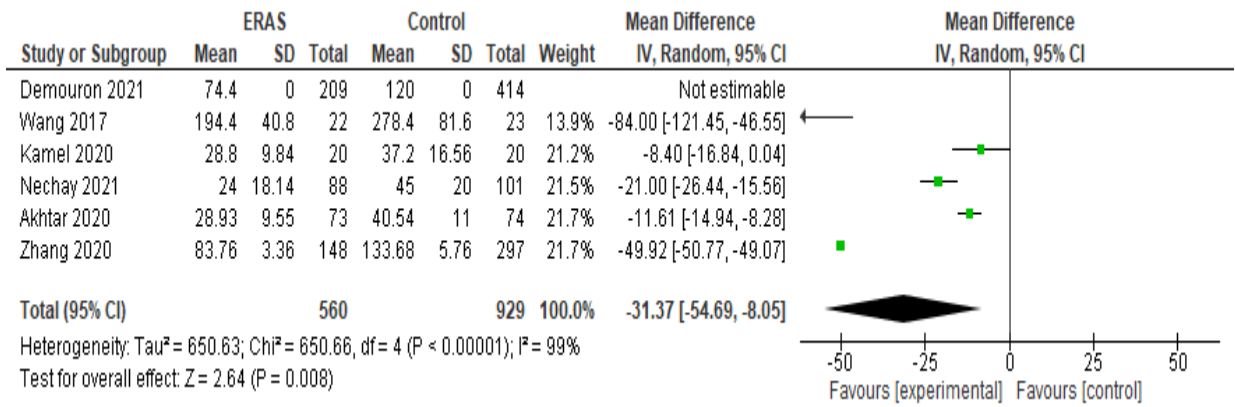 ERAS Control Mean Difference Mean Difference
Study or Subgroup Mean SD Total Mean SD Total Weight IV, Random, 95% CI IV, Random, 95% CI
Demouron 2021 74.4 0 209 120 0 414 Not estimable
Wang 2017 194.4 40.8 22 278.4 81.6 23 13.9% -84.00 [-121.45, -46.55]
Kamel 2020 28.8 9.84 20 37.2 16.56 20 21.2% -8.40 [-16.84, 0.04]
Nechay 2021 24 18.14 88 45 20 101 21.5% -21.00 [-26.44, -15.56]
Akhtar 2020 28.93 9.55 73 40.54 11 74 21.7% -11.61 [-14.94, -8.28]
Zhang 2020 83.76 3.36 148 133.68 5.76 297 21.7% -49.92 [-50.77, -49.07]
Total (95% CI) 560 929 100.0% -31.37 [-54.69, -8.05]
Heterogeneity: Tau² = 650.63; Chi² = 650.66, df = 4 (P < 0.00001); I² = 99%
Test for overall effect: Z = 2.64 (P = 0.008)
-50 -25 0 25 50
Favours [experimental] Favours [control]